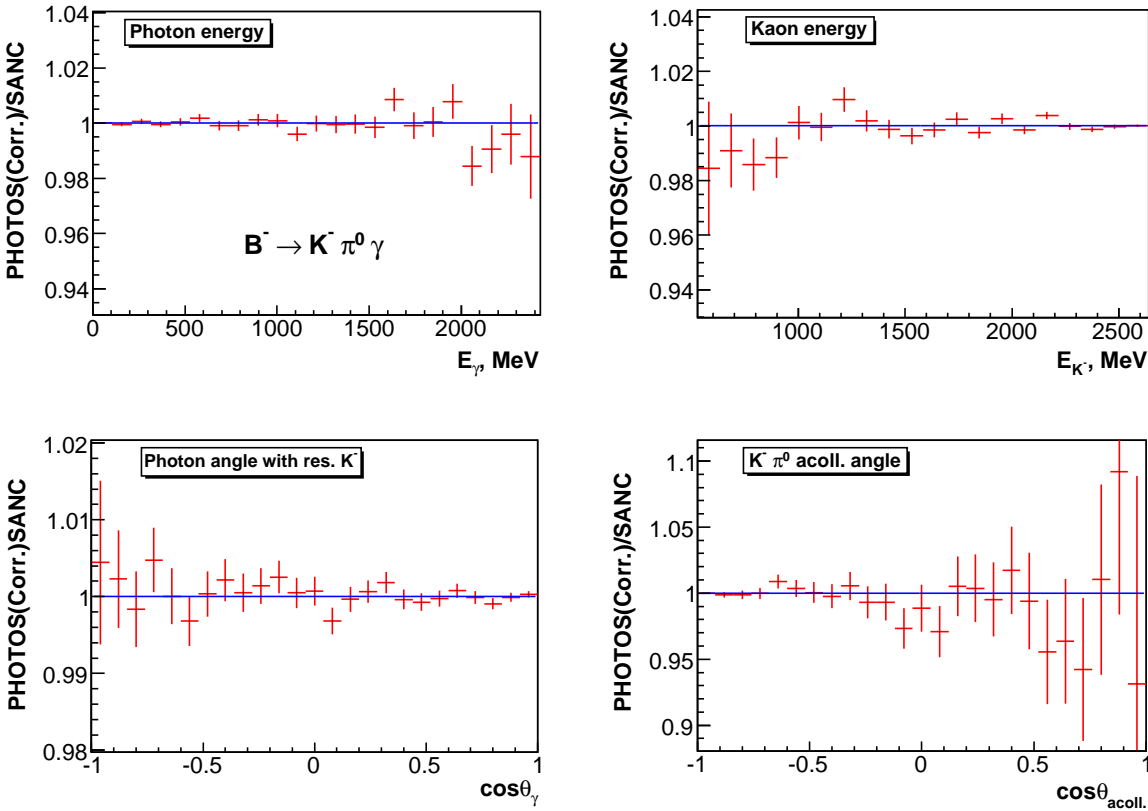 PHOTOS(Corr.)/SANC
1.04
1.02
1
0.98
0.96
0.94
Photon energy
B⁻ → K⁻ π⁰ γ
0 500 1000 1500 2000
E_γ, MeV
PHOTOS(Corr.)/SANC
1.04
1.02
1
0.98
0.96
0.94
Kaon energy
1000 1500 2000 2500
E_K⁻, MeV
PHOTOS(Corr.)SANC
1.02
1.01
1
0.99
0.98
Photon angle with res. K⁻
-1 -0.5 0 0.5 1
cosθ_γ
PHOTOS(Corr.)/SANC
1.1
1.05
1
0.95
0.9
K⁻ π⁰ acoll. angle
-1 -0.5 0 0.5 1
cosθ_acoll.